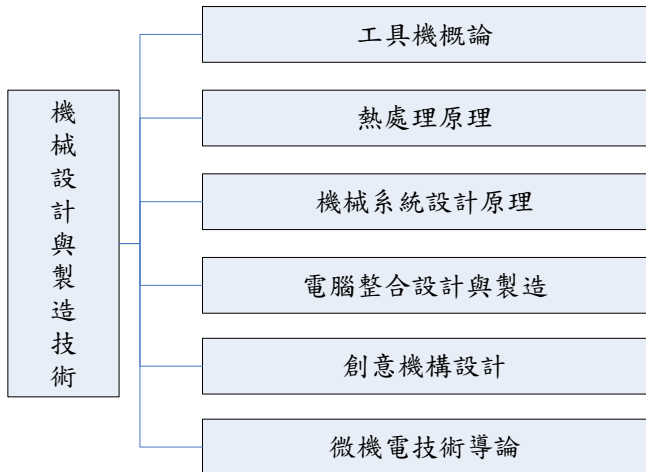 機械設計與製造技術
工具機概論
熱處理原理
機械系統設計原理
電腦整合設計與製造
創意機構設計
微機電技術導論